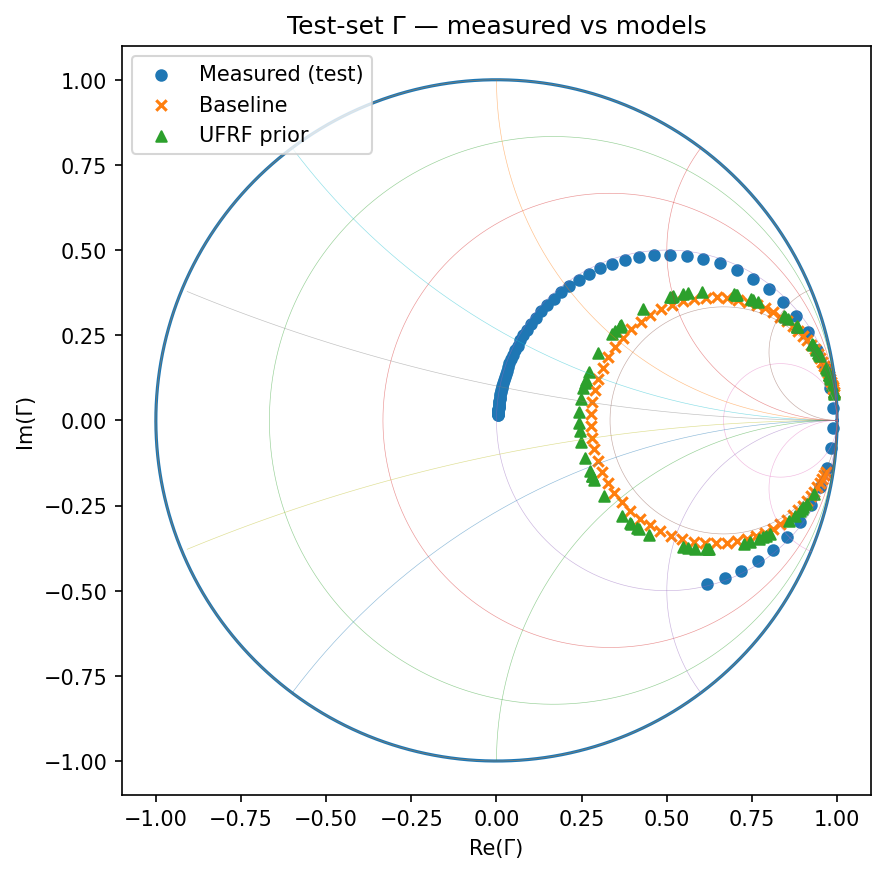 Test-set Γ — measured vs models
Measured (test)
Baseline
UFRF prior
Im(Γ)
1.00
0.75
0.50
0.25
0.00
−0.25
−0.50
−0.75
−1.00
−1.00 −0.75 −0.50 −0.25 0.00 0.25 0.50 0.75 1.00
Re(Γ)